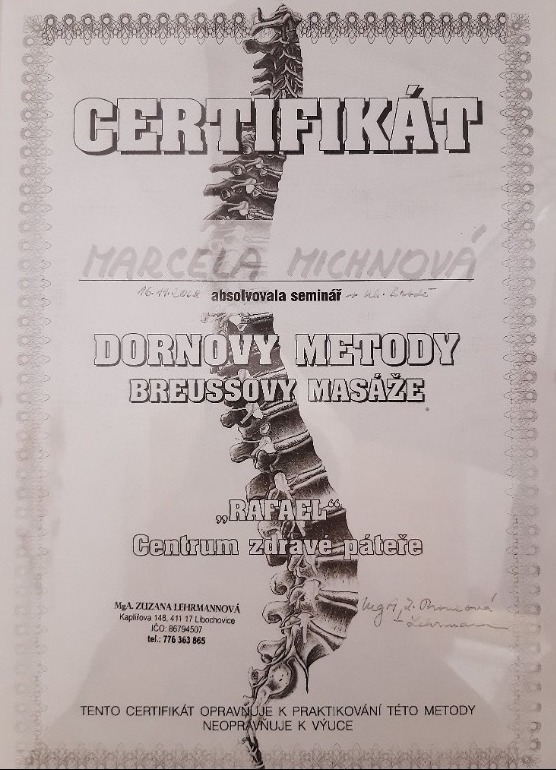 CERTIFIKÁT
MARCELA MICHNOVÁ
16.11.2008 absolvovala seminář
DORNOVY METODY
BREUSSOVY MASÁŽE
„RAFAEL“
Centrum zdravé páteře
MgA. ZUZANA LEHRMANNOVÁ
Kaplířova 148, 411 17 Libochovice
IČO: 86794507
tel.: 776 363 865
TENTO CERTIFIKÁT OPRAVŇUJE K PRAKTIKOVÁNÍ TÉTO METODY
NEOPRAVŇUJE K VÝUCE